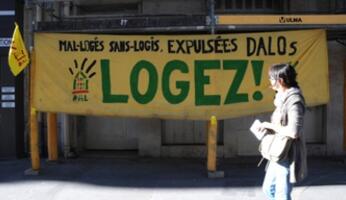 MAL-LOGÉS SANS-LOGIS, EXPULSÉES DALOS
LOGEZ!
DAL
ULMA